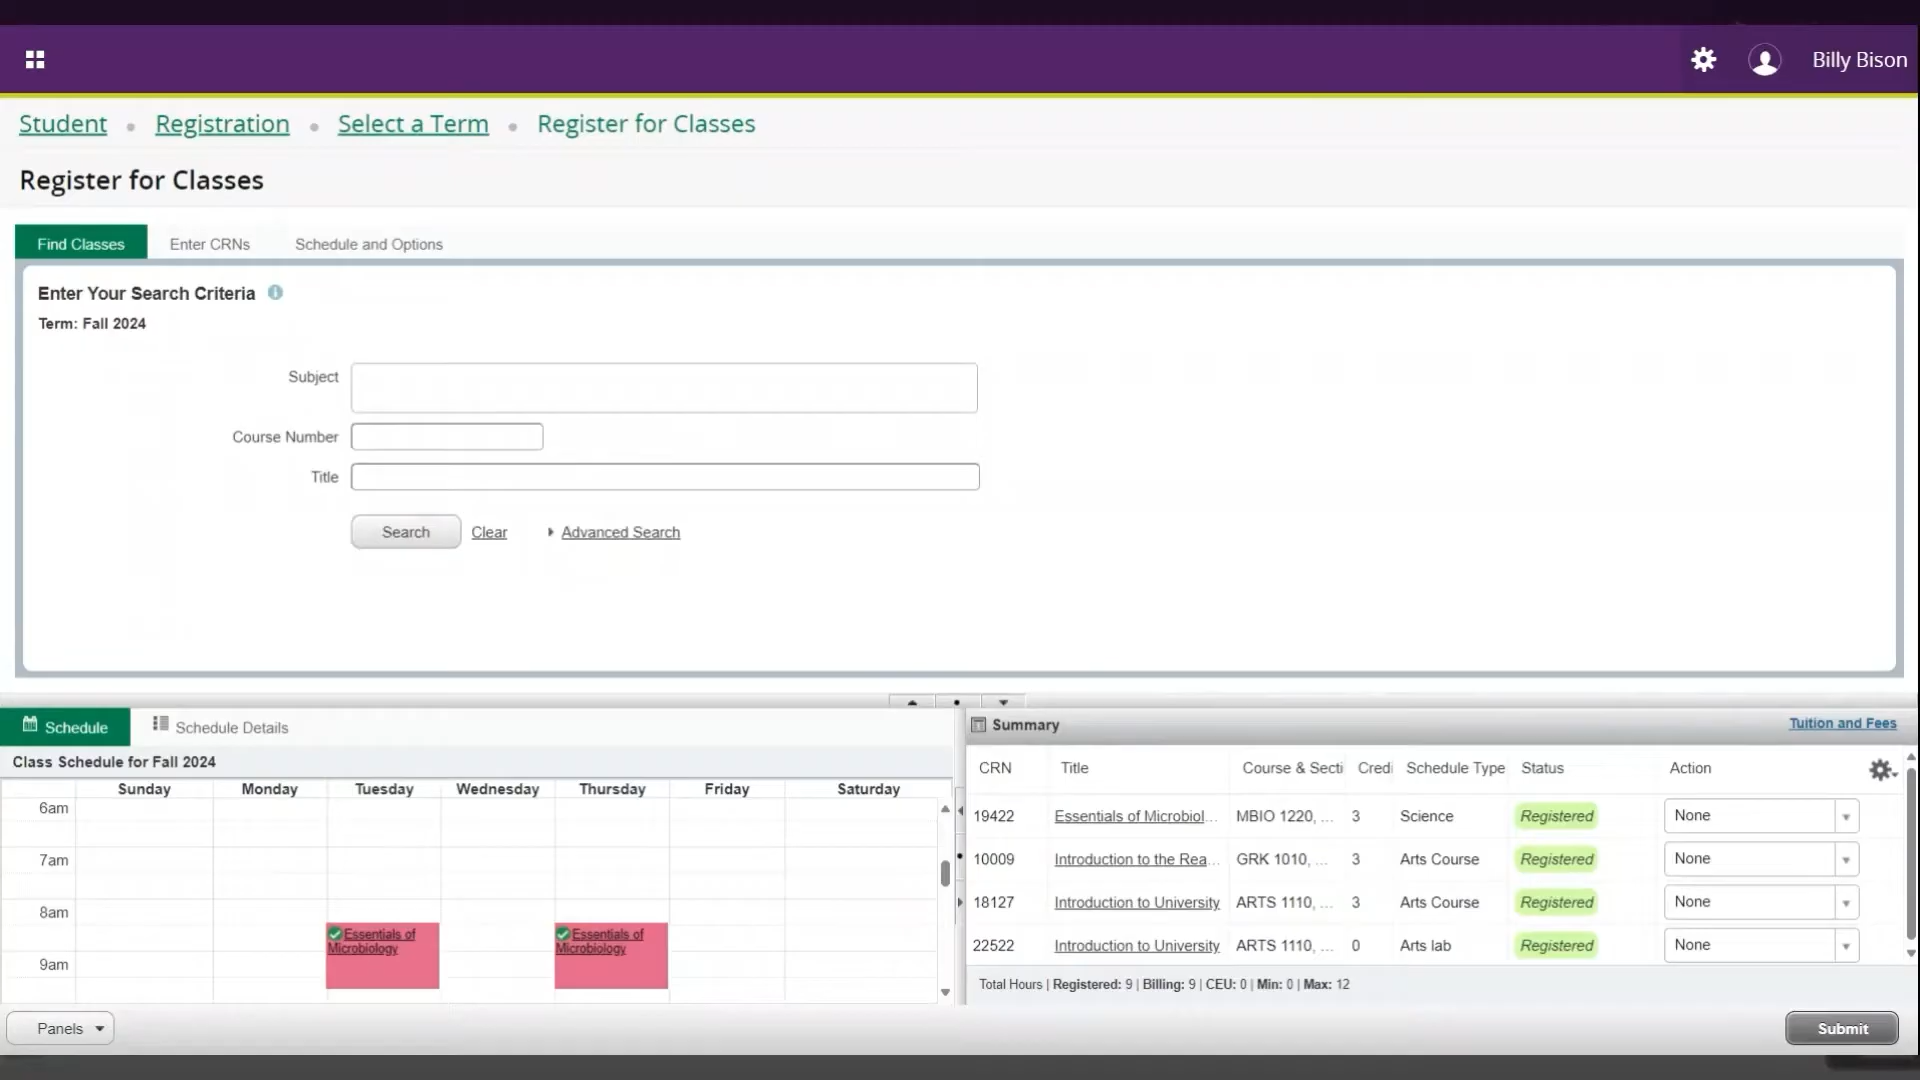 Billy Bison
Student • Registration • Select a Term • Register for Classes
Register for Classes
Find Classes Enter CRNs Schedule and Options
Enter Your Search Criteria
Term: Fall 2024
Subject
Course Number
Title
Search Clear Advanced Search
Schedule Schedule Details
Class Schedule for Fall 2024
Sunday Monday Tuesday Wednesday Thursday Friday Saturday
6am
7am
8am
Essentials of Microbiology
Essentials of Microbiology
9am
Summary Tuition and Fees
CRN Title Course & Secti Credi Schedule Type Status Action
19422 Essentials of Microbiol... MBIO 1220, ... 3 Science Registered None
10009 Introduction to the Rea... GRK 1010, ... 3 Arts Course Registered None
18127 Introduction to University ARTS 1110, ... 3 Arts Course Registered None
22522 Introduction to University ARTS 1110, ... 0 Arts lab Registered None
Total Hours | Registered: 9 | Billing: 9 | CEU: 0 | Min: 0 | Max: 12
Panels Submit